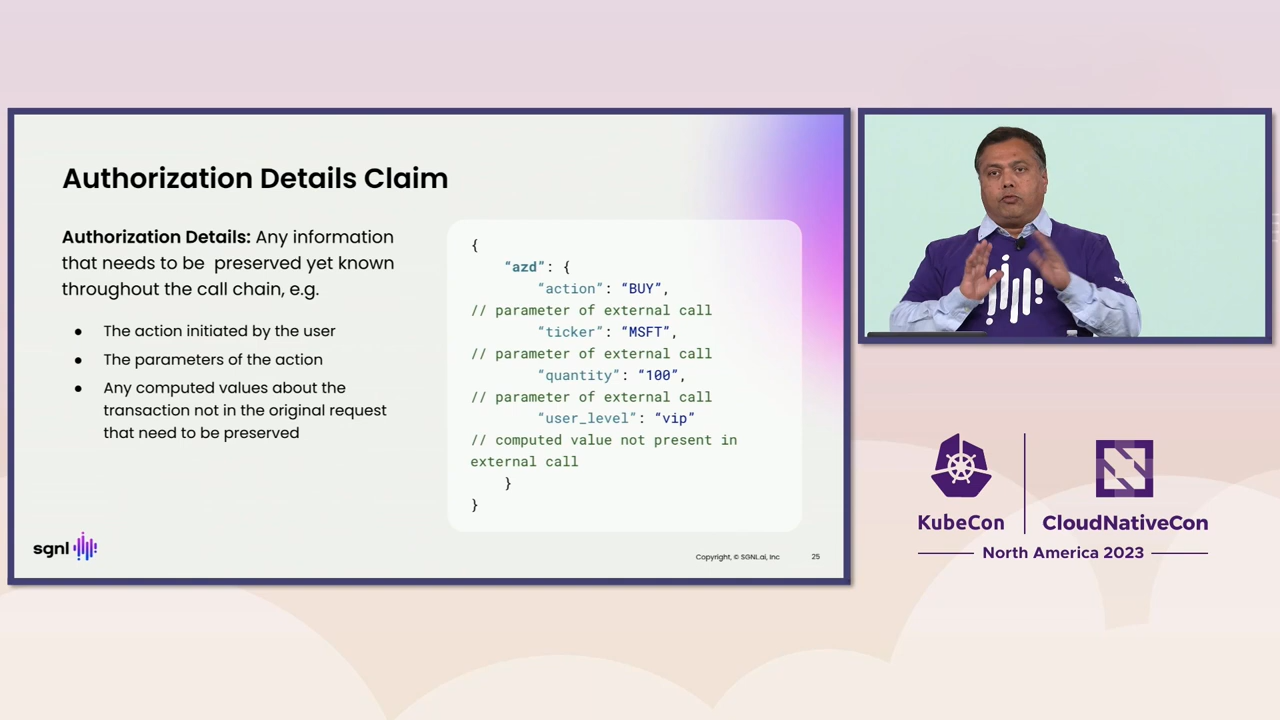 Authorization Details Claim
Authorization Details: Any information
that needs to be  preserved yet known
throughout the call chain, e.g.
● The action initiated by the user
● The parameters of the action
● Any computed values about the
transaction not in the original request
that need to be preserved
{
“azd”: {
“action”: “BUY”,
// parameter of external call
“ticker”: “MSFT”,
// parameter of external call
“quantity”: “100”,
// parameter of external call
“user_level”: “vip”
// computed value not present in
external call
}
}
sgnl
Copyright, © SGNL.ai, Inc
25
KubeCon
CloudNativeCon
North America 2023